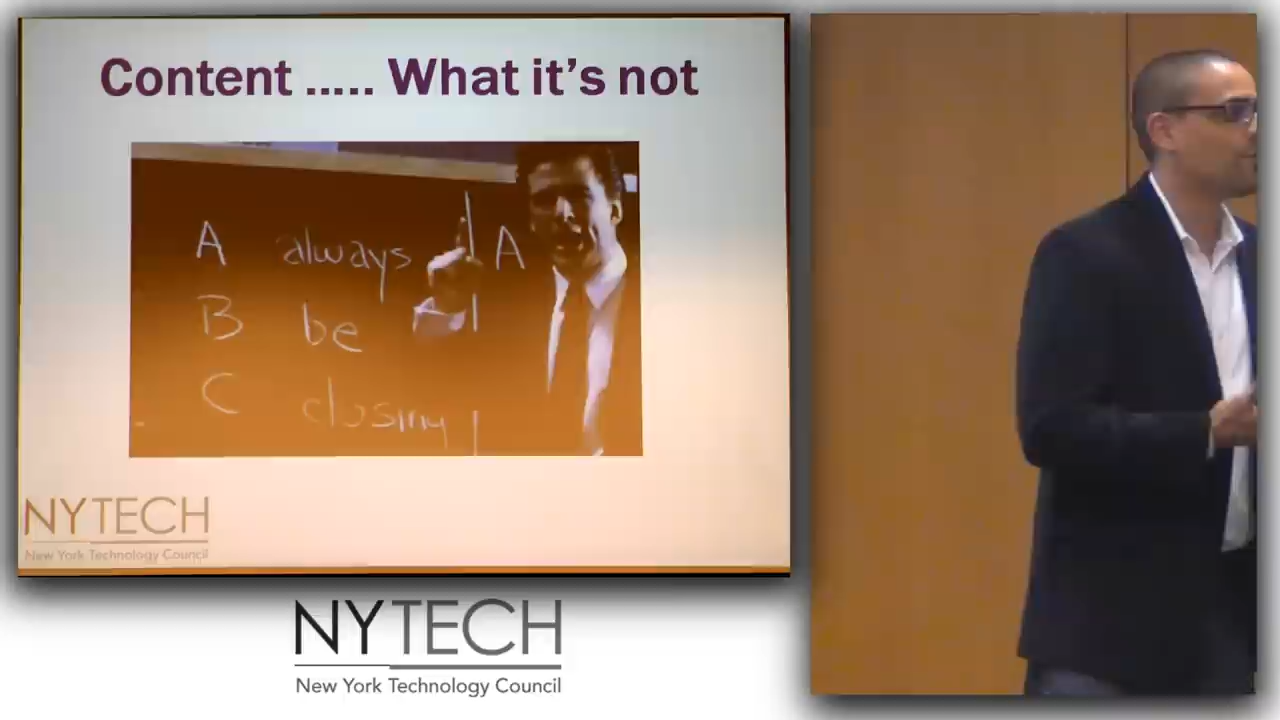 Content ..... What it's not
A always A
B be
C closing
NYTECH
New York Technology Council
NYTECH
New York Technology Council